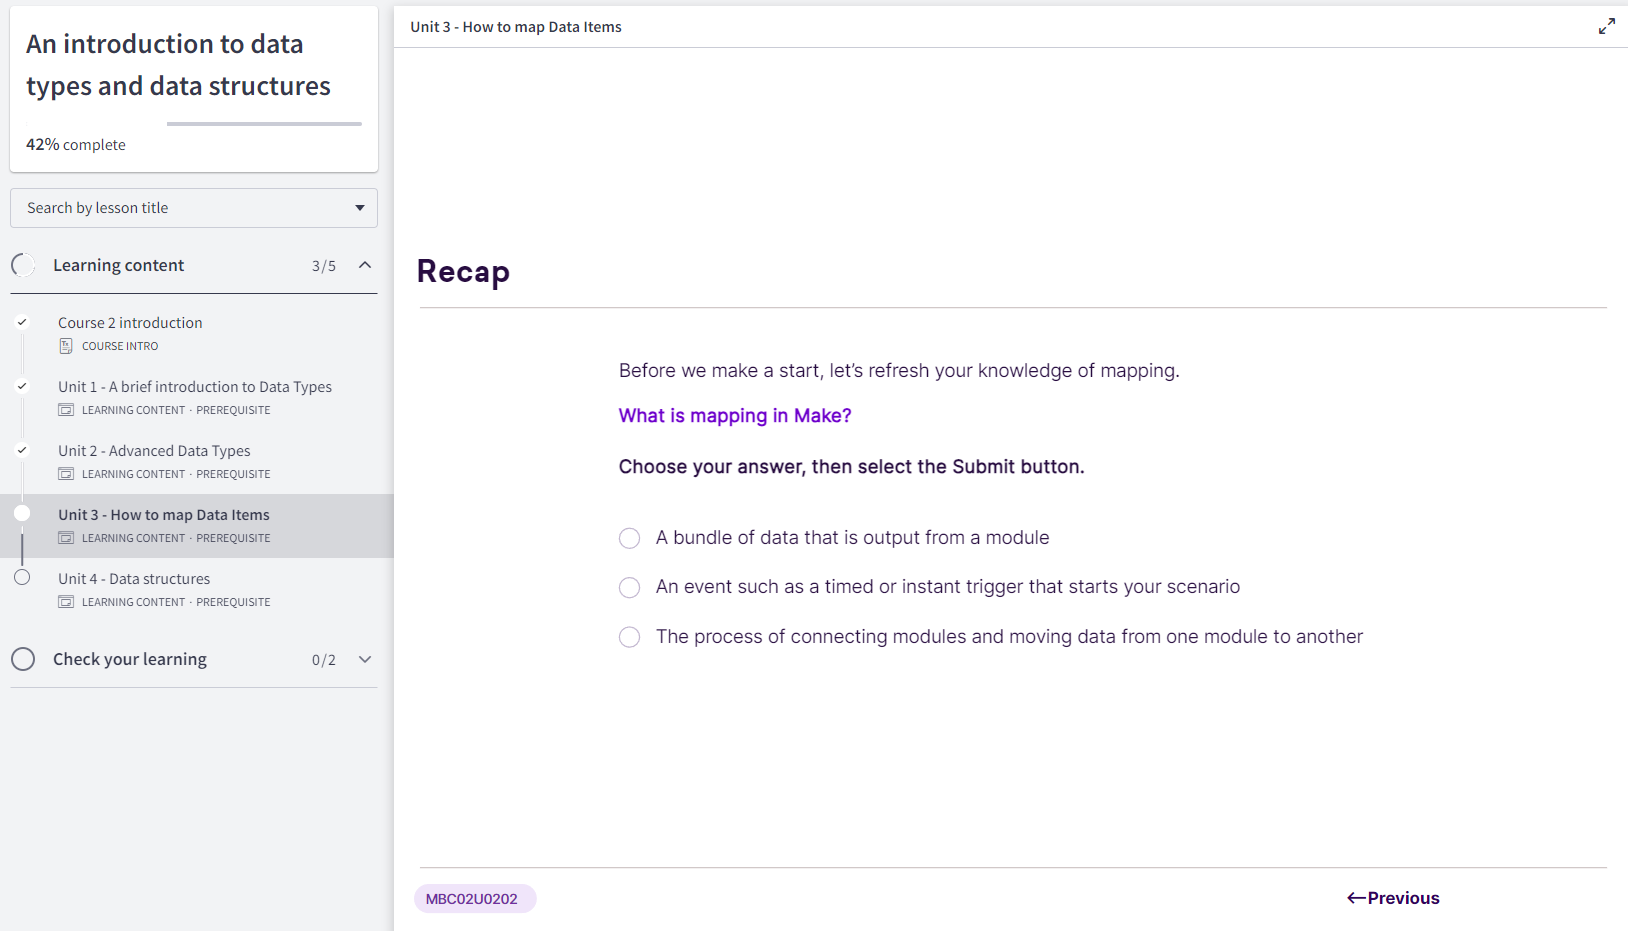 An introduction to data
types and data structures
42% complete
Search by lesson title
Learning content 3/5
Course 2 introduction
COURSE INTRO
Unit 1 - A brief introduction to Data Types
LEARNING CONTENT · PREREQUISITE
Unit 2 - Advanced Data Types
LEARNING CONTENT · PREREQUISITE
Unit 3 - How to map Data Items
LEARNING CONTENT · PREREQUISITE
Unit 4 - Data structures
LEARNING CONTENT · PREREQUISITE
Check your learning 0/2
Unit 3 - How to map Data Items
Recap
Before we make a start, let’s refresh your knowledge of mapping.
What is mapping in Make?
Choose your answer, then select the Submit button.
A bundle of data that is output from a module
An event such as a timed or instant trigger that starts your scenario
The process of connecting modules and moving data from one module to another
MBC02U0202
←Previous